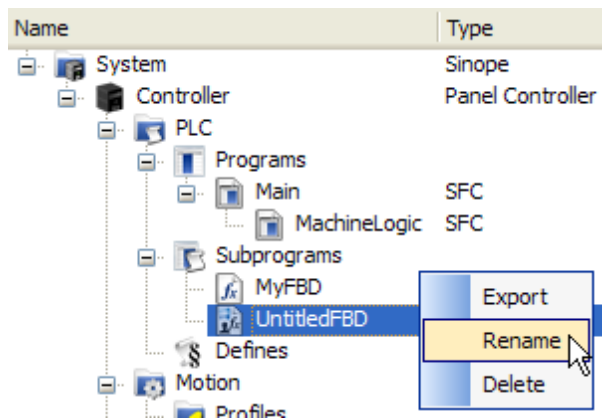 Name Type
System Sinope
Controller Panel Controller
PLC
Programs
Main SFC
MachineLogic SFC
Subprograms
MyFBD
UntitledFBD
Defines
Motion
Profiles
Export
Rename
Delete